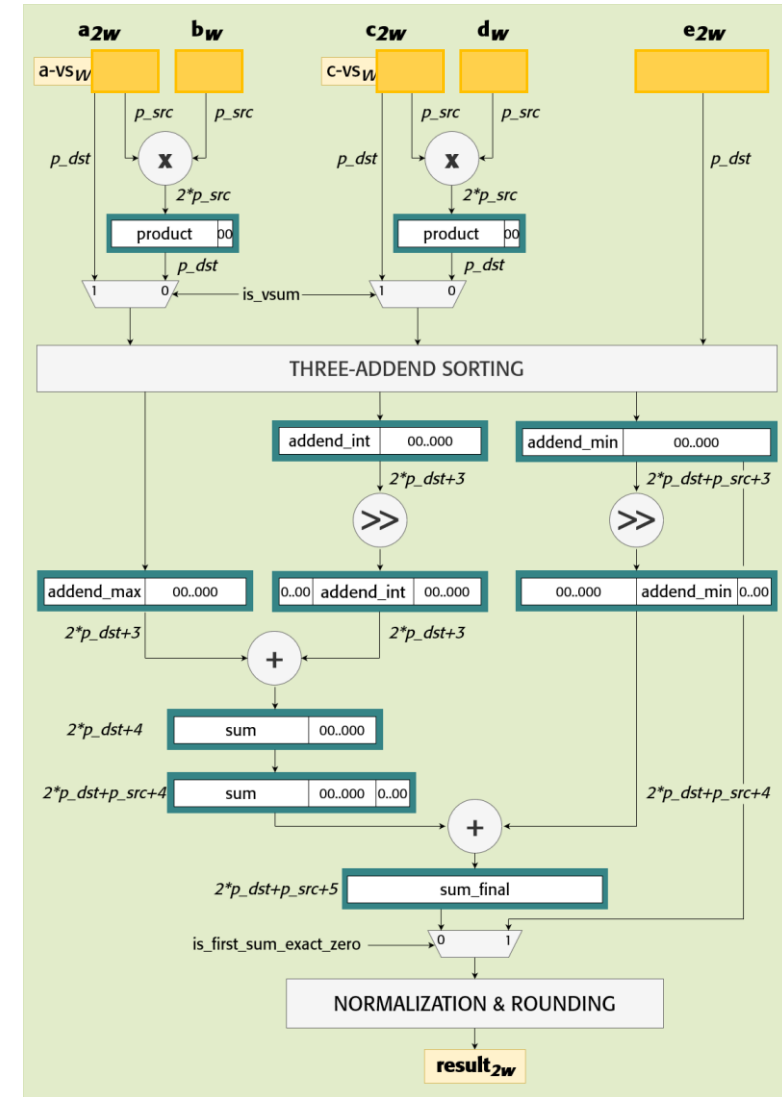 a2w bw c2w dw e2w
a-vsW c-vsW
p_src p_src p_src p_src
p_dst x p_dst x p_dst
2*p_src 2*p_src
product 00 product 00
p_dst p_dst
1 0 is_vsum 1 0
THREE-ADDEND SORTING
addend_int 00..000 addend_min 00..000
2*p_dst+3 2*p_dst+p_src+3
>> >>
addend_max 00..000 0..00 addend_int 00..000 00..000 addend_min 0..00
2*p_dst+3 2*p_dst+3
+
2*p_dst+4 sum 00..000
2*p_dst+p_src+4 sum 00..000 0..00 2*p_dst+p_src+4
+
2*p_dst+p_src+5 sum_final
is_first_sum_exact_zero 0 1
NORMALIZATION & ROUNDING
result2w